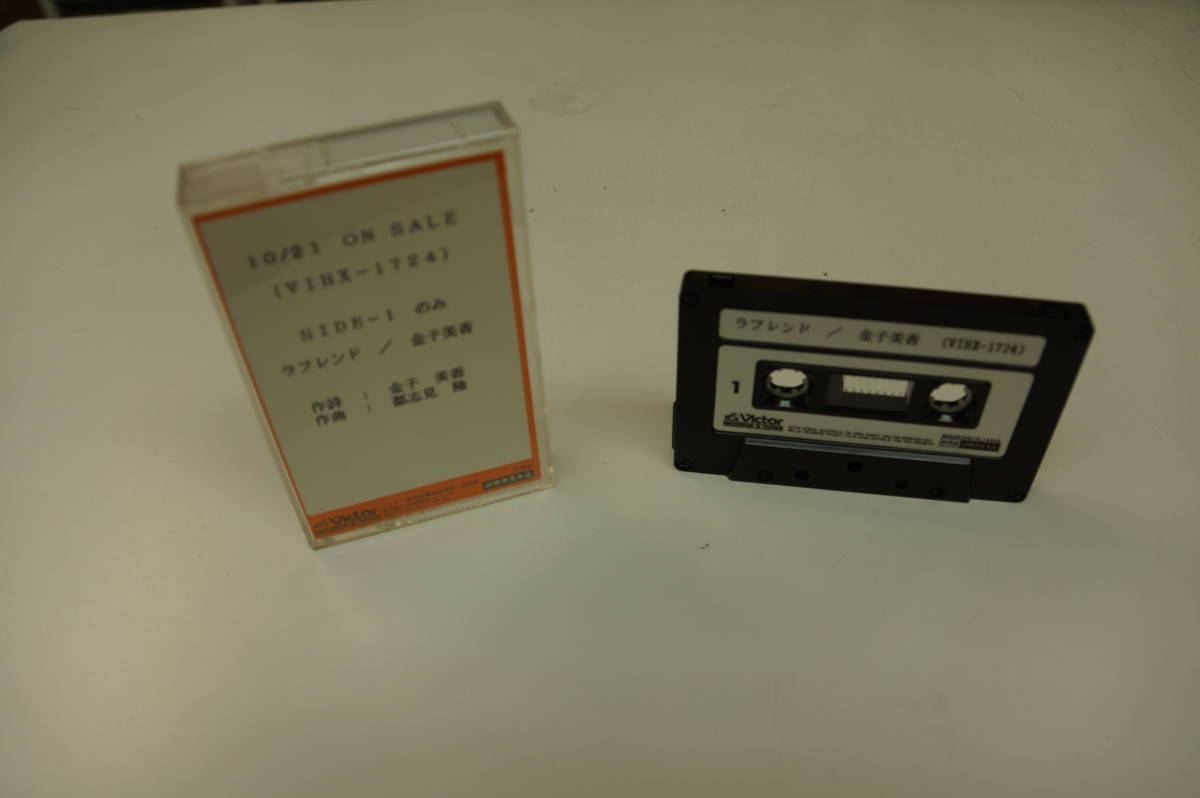 10/21 ON SALE
(VIHX-1724)
SIDE-1 のみ
ラフレンド / 金子美香
作詩 : 金子 美香
作曲 : 都志見 隆
Victor
ラフレンド / 金子美香 (VIHX-1724)
1
Victor